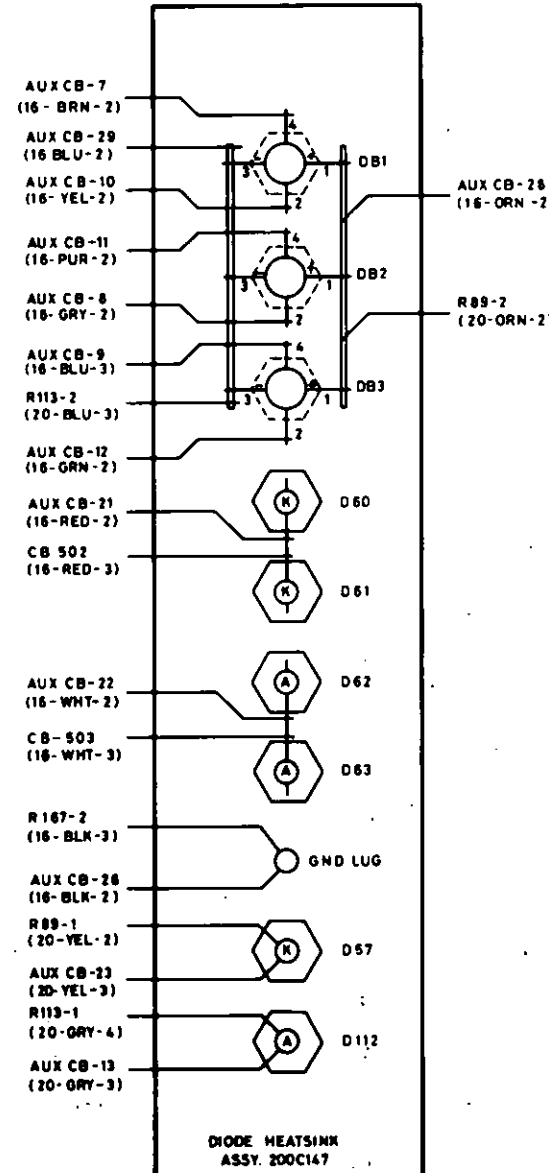 AUX CB-7
(16-BRN-2)
AUX CB-29
(16 BLU-2)
AUX CB-10
(16-YEL-2)
AUX CB-11
(16-PUR-2)
AUX CB-8
(16-GRY-2)
AUX CB-9
(16-BLU-3)
R113-2
(20-BLU-3)
AUX CB-12
(16-GRN-2)
AUX CB-21
(16-RED-2)
CB 502
(16-RED-3)
AUX CB-22
(16-WHT-2)
CB-503
(16-WHT-3)
R167-2
(16-BLK-3)
AUX CB-26
(16-BLK-2)
R89-1
(20-YEL-2)
AUX CB-23
(20-YEL-3)
R113-1
(20-GRY-4)
AUX CB-13
(20-GRY-3)
4
3
1
DB1
2
4
3
1
DB2
2
4
3
1
DB3
2
K
D60
K
D61
A
D62
A
D63
GND LUG
K
D57
A
D112
AUX CB-28
(16-ORN-2
R89-2
(20-ORN-2)
DIODE HEATSINK
ASSY. 200C147